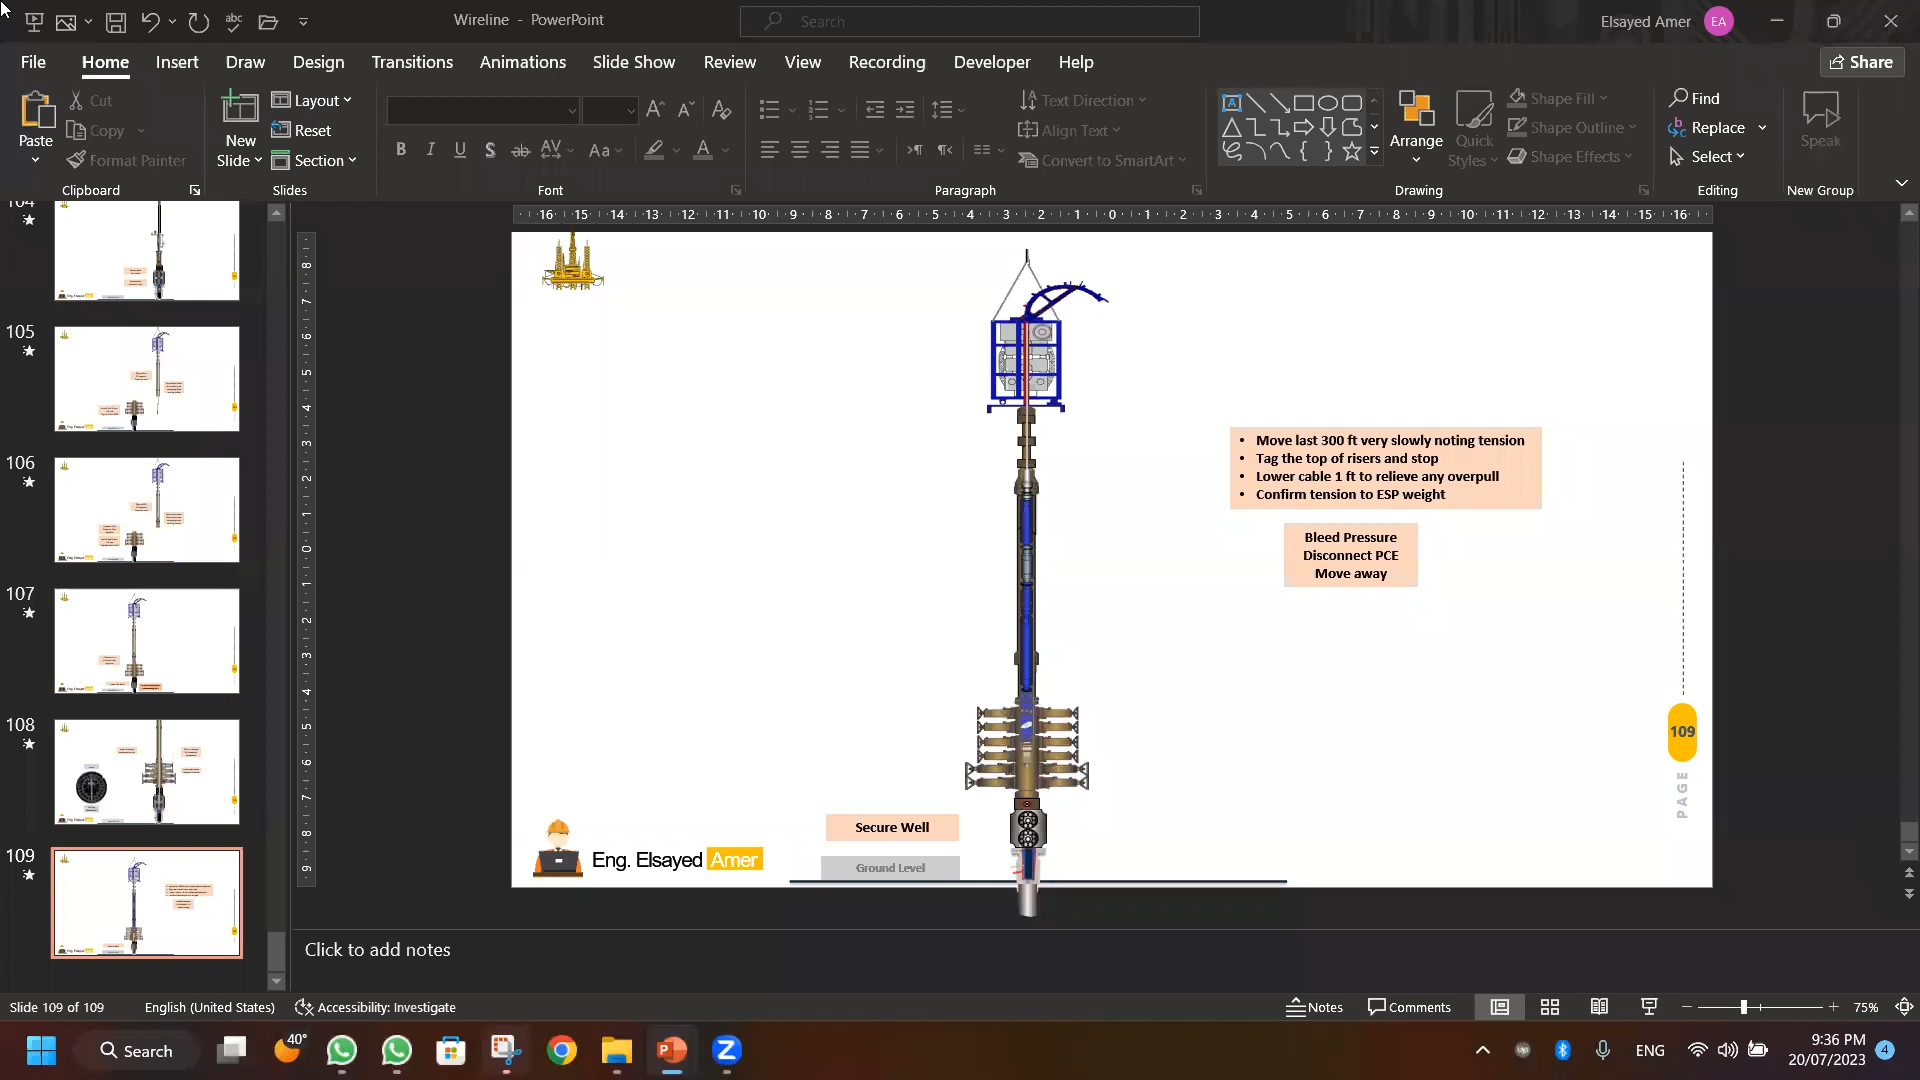 Wireline - PowerPoint
Search
Elsayed Amer
EA
File
Home
Insert
Draw
Design
Transitions
Animations
Slide Show
Review
View
Recording
Developer
Help
Share
Paste
Cut
Copy
Format Painter
Clipboard
New
Slide
Layout
Reset
Section
Slides
Font
Text Direction
Align Text
Convert to SmartArt
Paragraph
Arrange
Quick
Styles
Shape Fill
Shape Outline
Shape Effects
Drawing
Find
Replace
Select
Editing
Speak
New Group
104
105
106
107
108
109
• Move last 300 ft very slowly noting tension
• Tag the top of risers and stop
• Lower cable 1 ft to relieve any overpull
• Confirm tension to ESP weight
Bleed Pressure
Disconnect PCE
Move away
109
PAGE
Secure Well
Ground Level
Eng. Elsayed Amer
Click to add notes
Slide 109 of 109
English (United States)
Accessibility: Investigate
Notes
Comments
75%
Search
40°
ENG
9:36 PM
20/07/2023
4